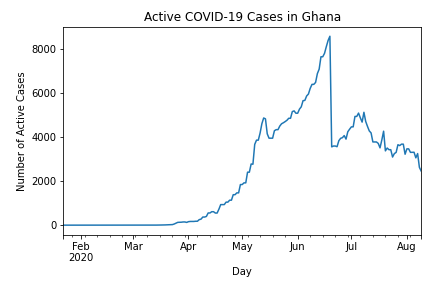 Active COVID-19 Cases in Ghana
Number of Active Cases
8000
6000
4000
2000
0
Feb Mar Apr May Jun Jul Aug
2020
Day